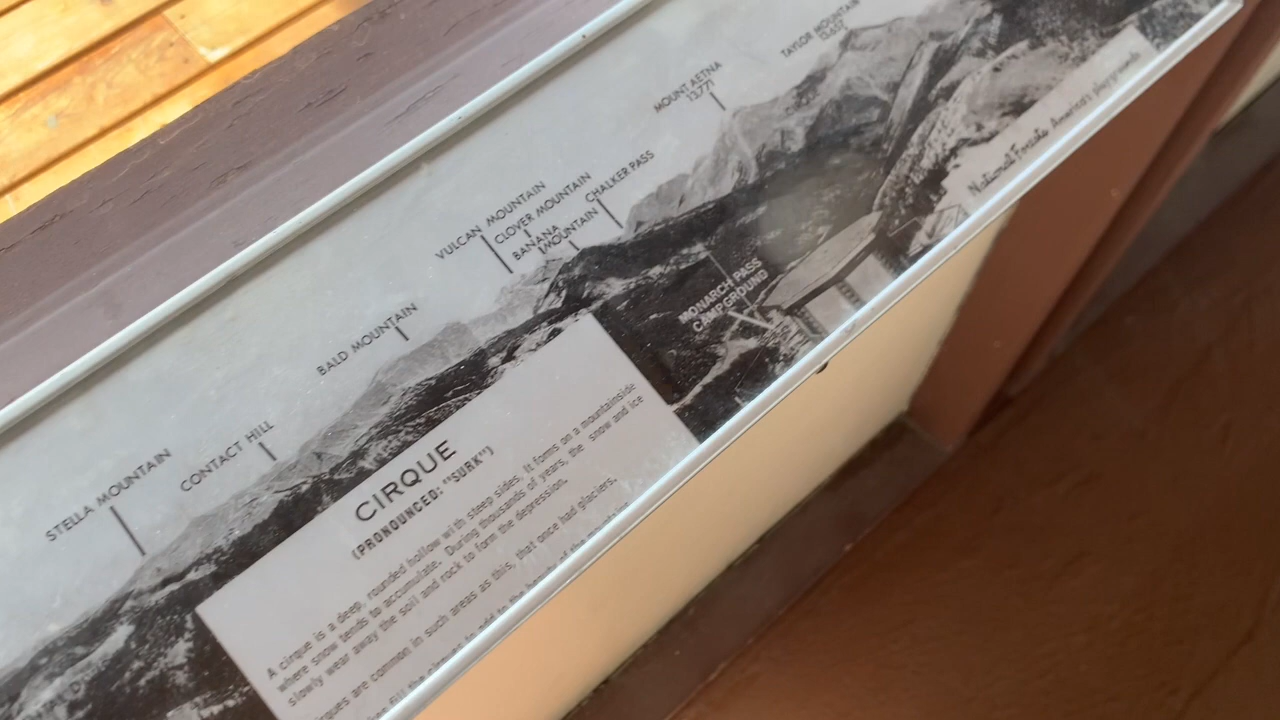 STELLA MOUNTAIN
CONTACT HILL
BALD MOUNTAIN
VULCAN MOUNTAIN
CLOVER MOUNTAIN
BANANA
MOUNTAIN
CHALKER PASS
MOUNT AETNA
13,771
TAYLOR MOUNTAIN
13,657
MONARCH PASS
CAMPGROUND
National Forests America's playgrounds
CIRQUE
(PRONOUNCED: "SURK")
A cirque is a deep, rounded hollow with steep sides. It forms on a mountainside
where snow tends to accumulate. During thousands of years, the snow and ice
slowly wear away the soil and rock to form the depression.
are common in such areas as this, that once had glaciers.